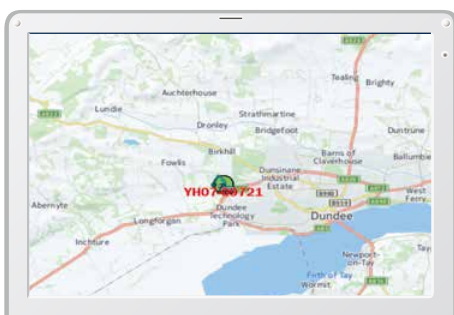 Tealing
Brighty
Auchterhouse
Lundie
Strathmartine
Dronley
Bridgefoot
Duntrune
Birkhill
Barns of
Claverhouse
Ballumbie
Fowlis
Dunsinane
Industrial
Estate
West
Ferry
Abernyte
Dundee
Technology
Park
Longforgan
Dundee
Inchture
Newport-
on-Tay
Tay
Firth of Tay
Wormit